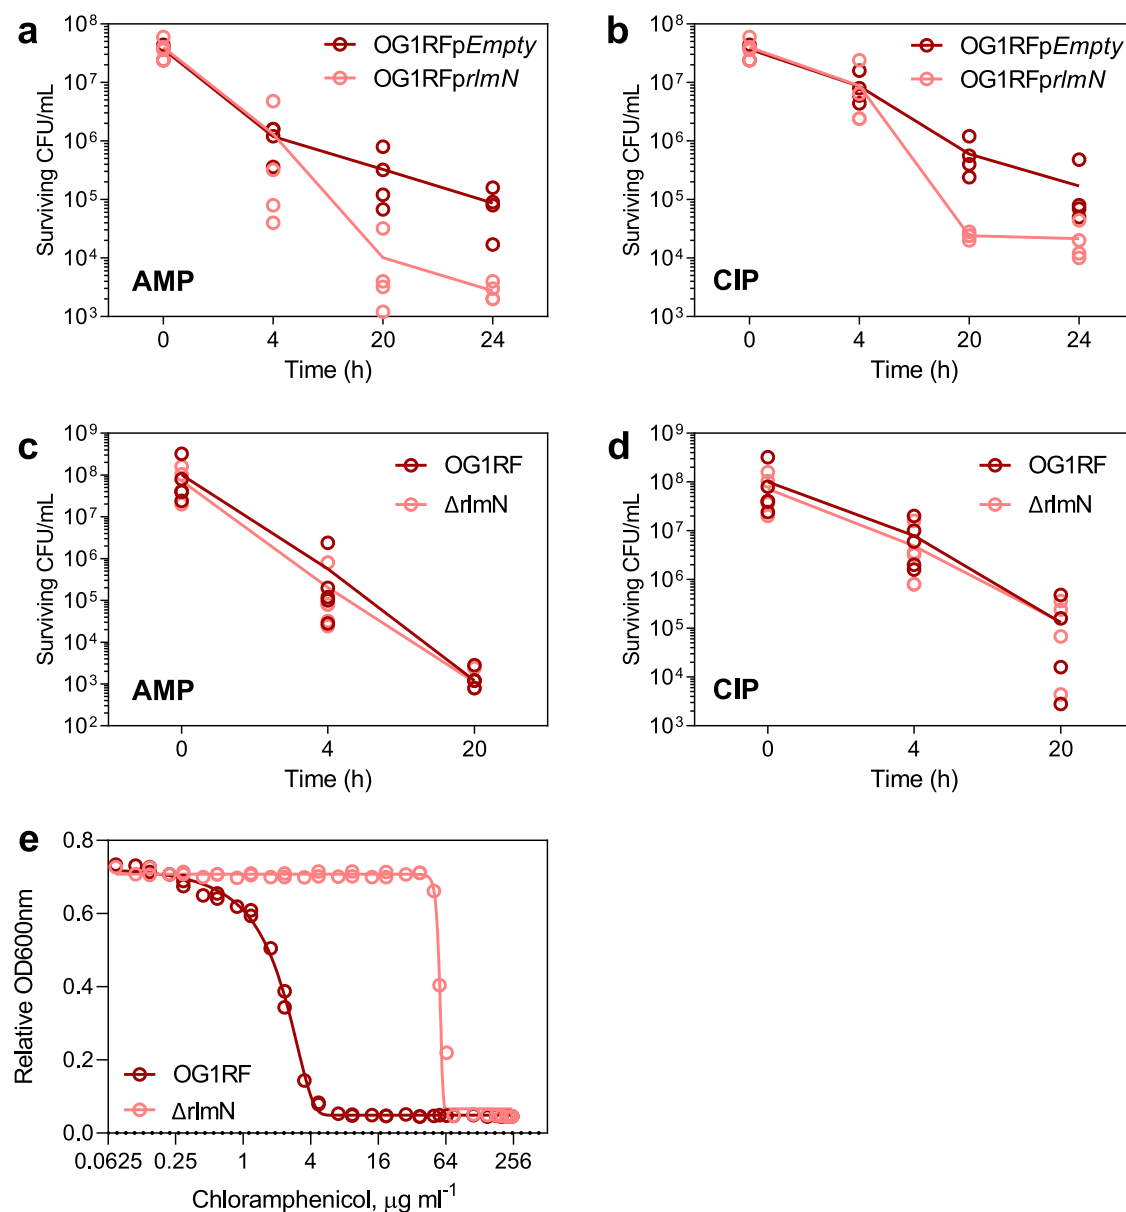 a
10⁸
10⁷
10⁶
10⁵
10⁴
10³
Surviving CFU/mL
OG1RFpEmpty
OG1RFprlmN
AMP
0 4 20 24
Time (h)
b
10⁸
10⁷
10⁶
10⁵
10⁴
10³
Surviving CFU/mL
OG1RFpEmpty
OG1RFprlmN
CIP
0 4 20 24
Time (h)
c
10⁹
10⁸
10⁷
10⁶
10⁵
10⁴
10³
10²
Surviving CFU/mL
OG1RF
ΔrlmN
AMP
0 4 20
Time (h)
d
10⁹
10⁸
10⁷
10⁶
10⁵
10⁴
10³
Surviving CFU/mL
OG1RF
ΔrlmN
CIP
0 4 20
Time (h)
e
0.8
0.6
0.4
0.2
0.0
Relative OD600nm
OG1RF
ΔrlmN
0.0625 0.25 1 4 16 64 256
Chloramphenicol, μg ml⁻¹